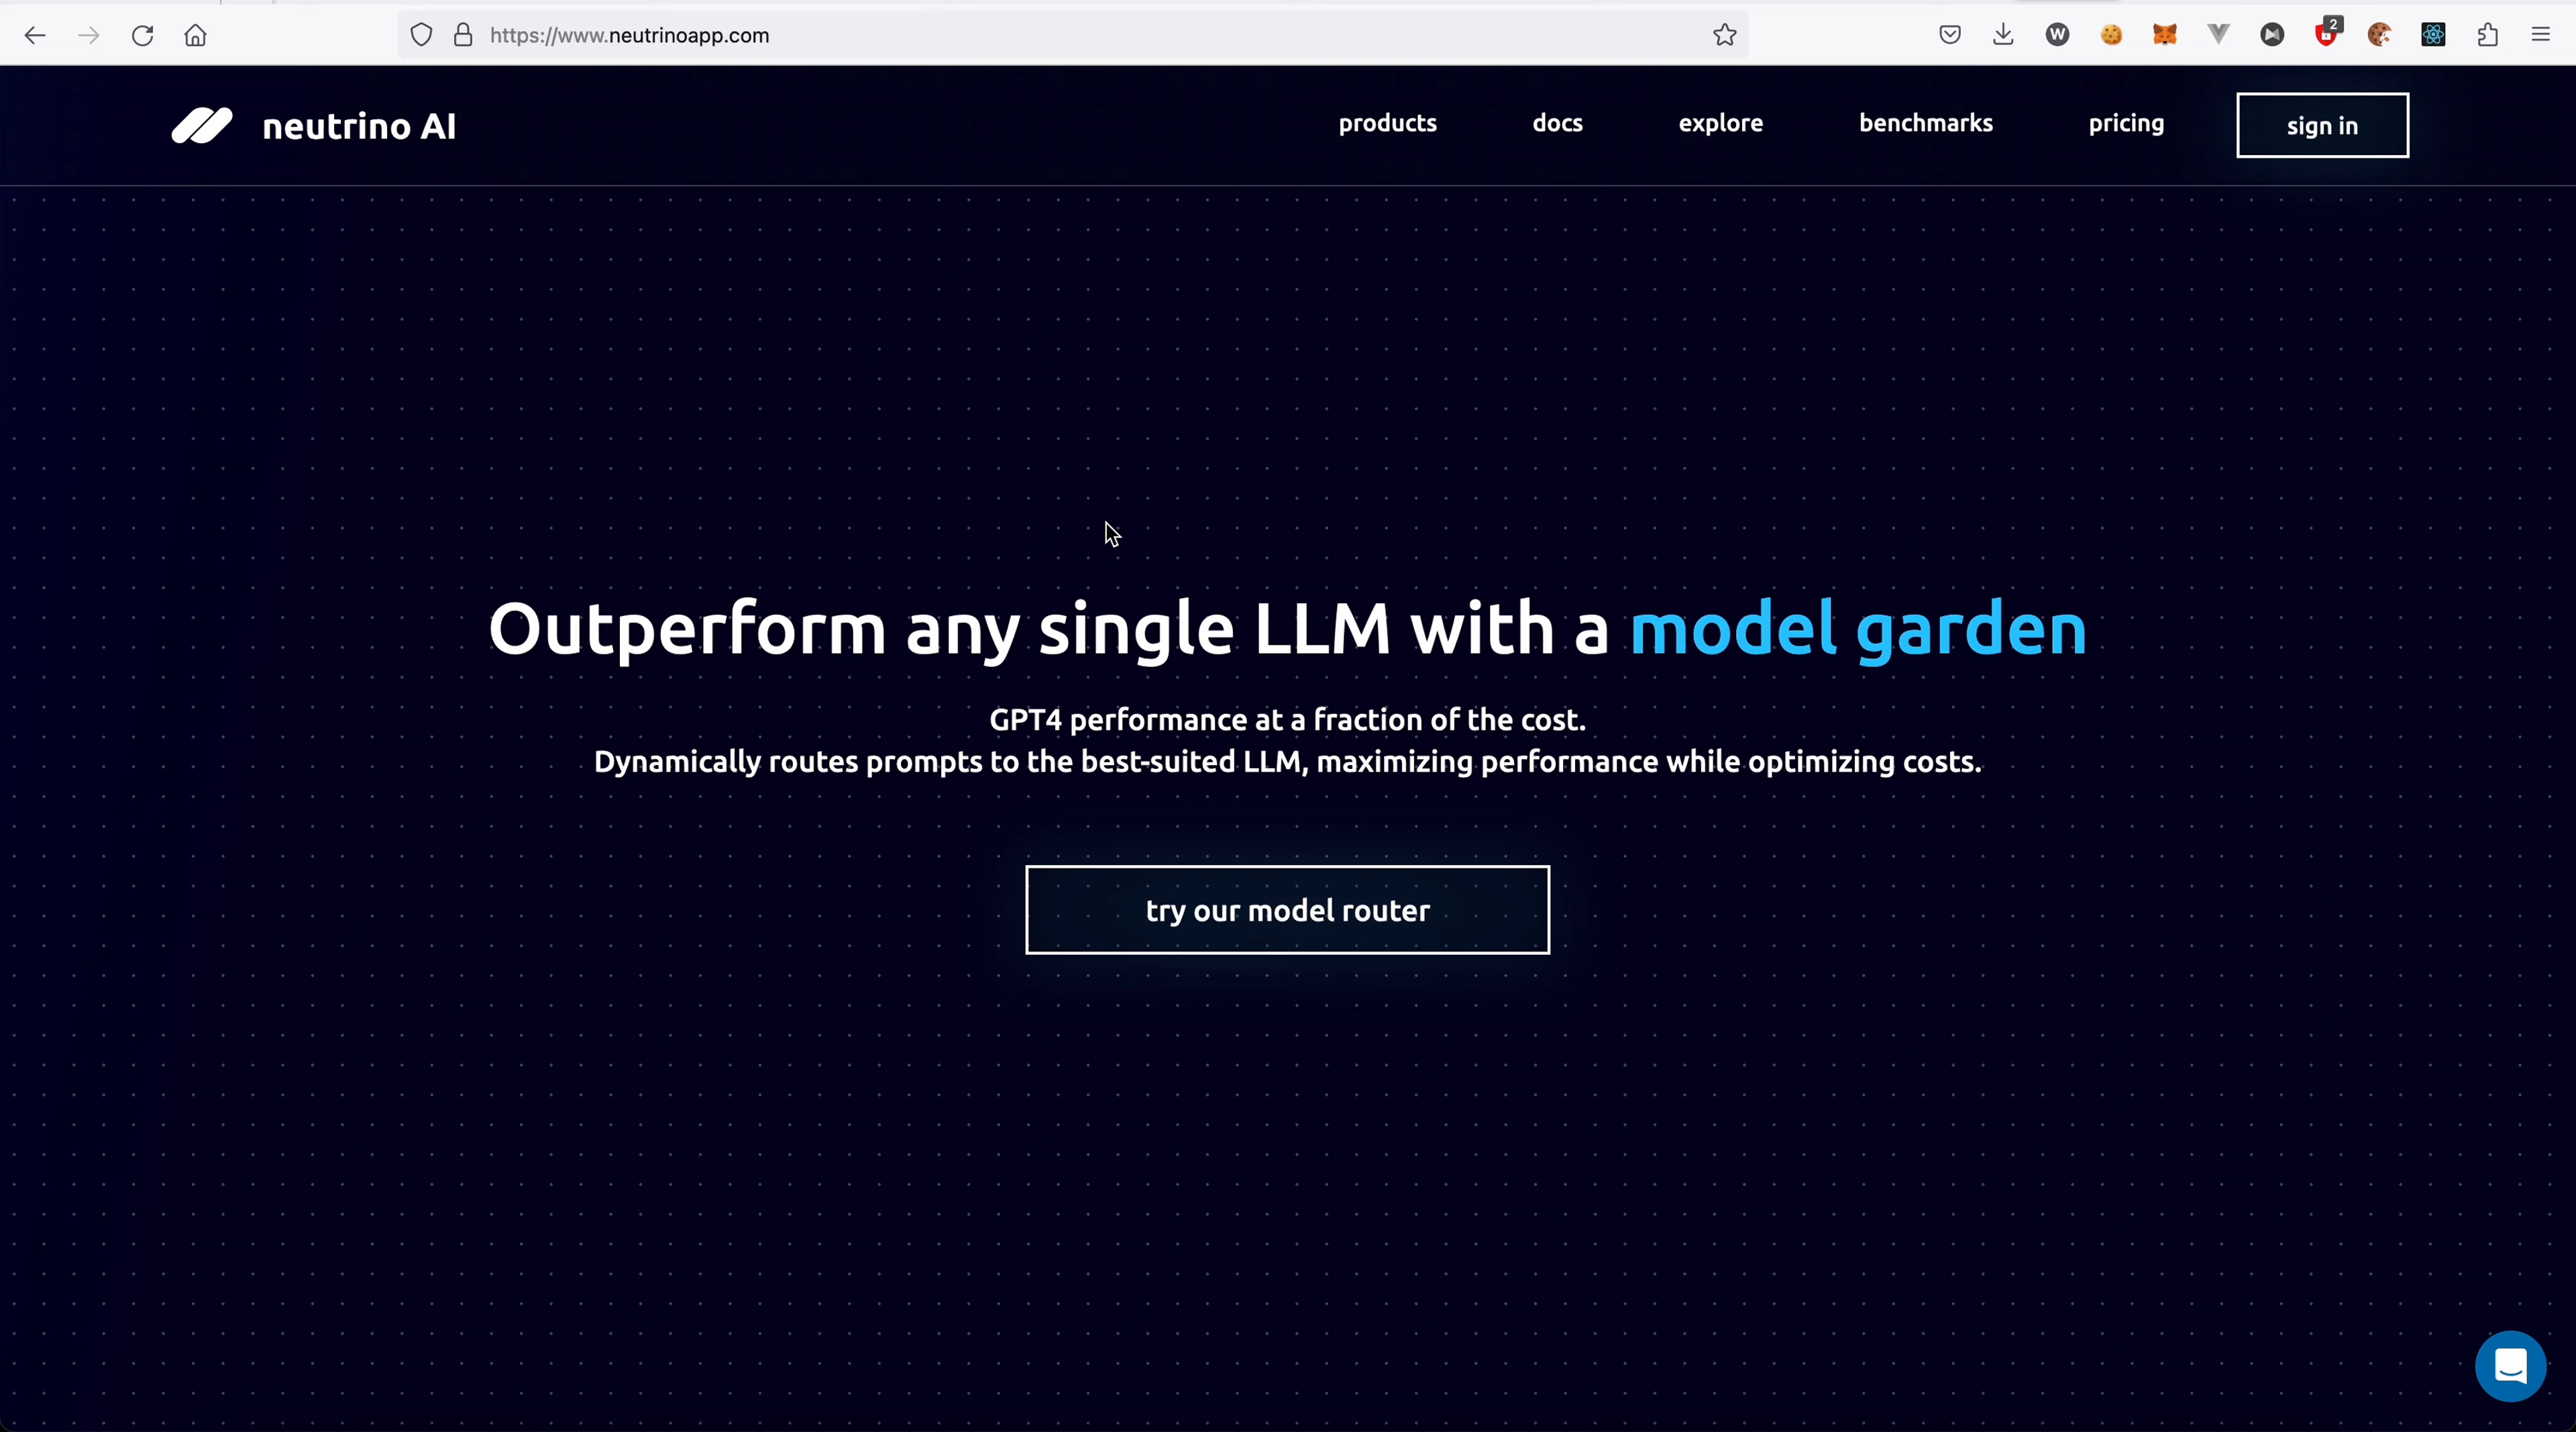 https://www.neutrinoapp.com
W
2
neutrino AI
products
docs
explore
benchmarks
pricing
sign in
Outperform any single LLM with a model garden
GPT4 performance at a fraction of the cost.
Dynamically routes prompts to the best-suited LLM, maximizing performance while optimizing costs.
try our model router